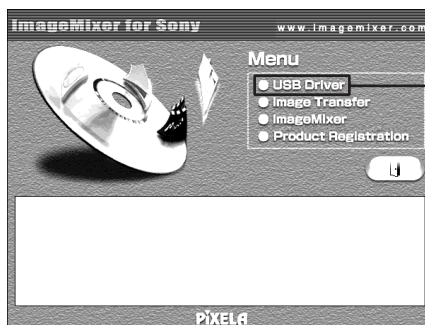 ImageMixer for Sony
www.imagemixer.com
Menu
USB Driver
Image Transfer
ImageMixer
Product Registration
PIXELA